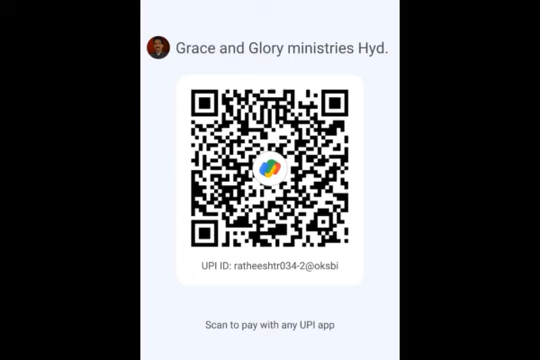 Grace and Glory ministries Hyd.
UPI ID: ratheeshtr034-2@oksbi
Scan to pay with any UPI app